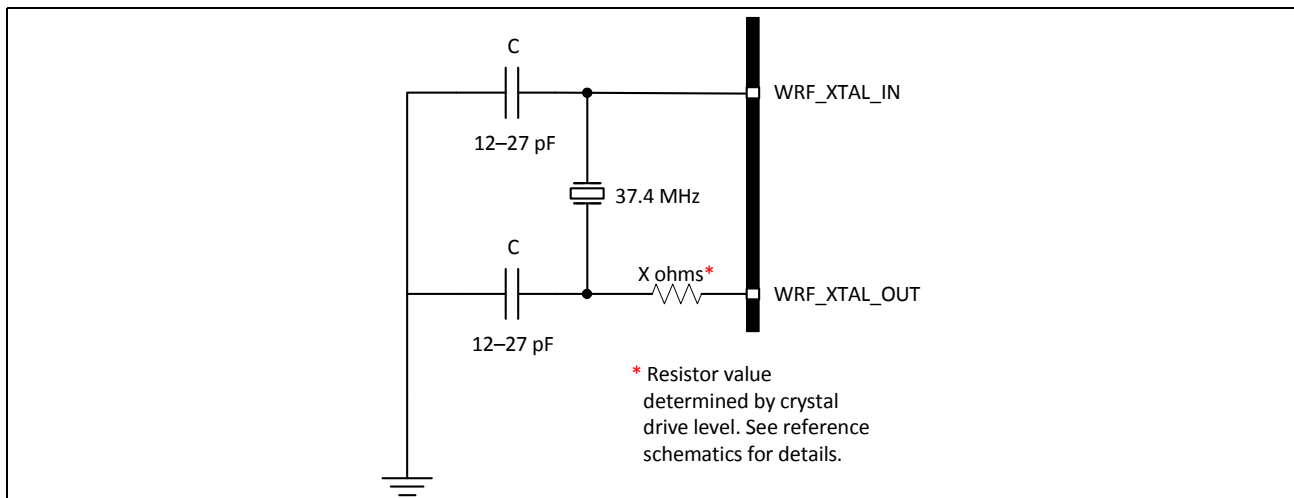 C
WRF_XTAL_IN
12–27 pF
37.4 MHz
C
X ohms*
WRF_XTAL_OUT
12–27 pF
* Resistor value
determined by crystal
drive level. See reference
schematics for details.